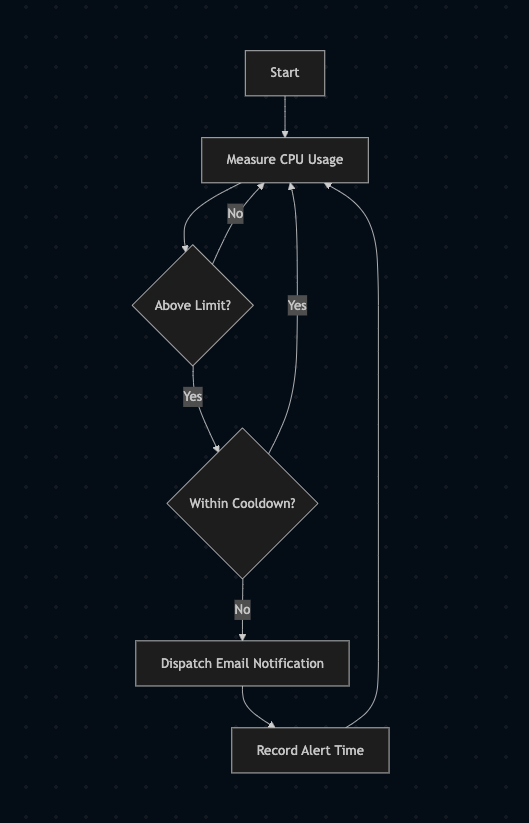 Start
Measure CPU Usage
No
Above Limit?
Yes
Yes
Within Cooldown?
No
Dispatch Email Notification
Record Alert Time